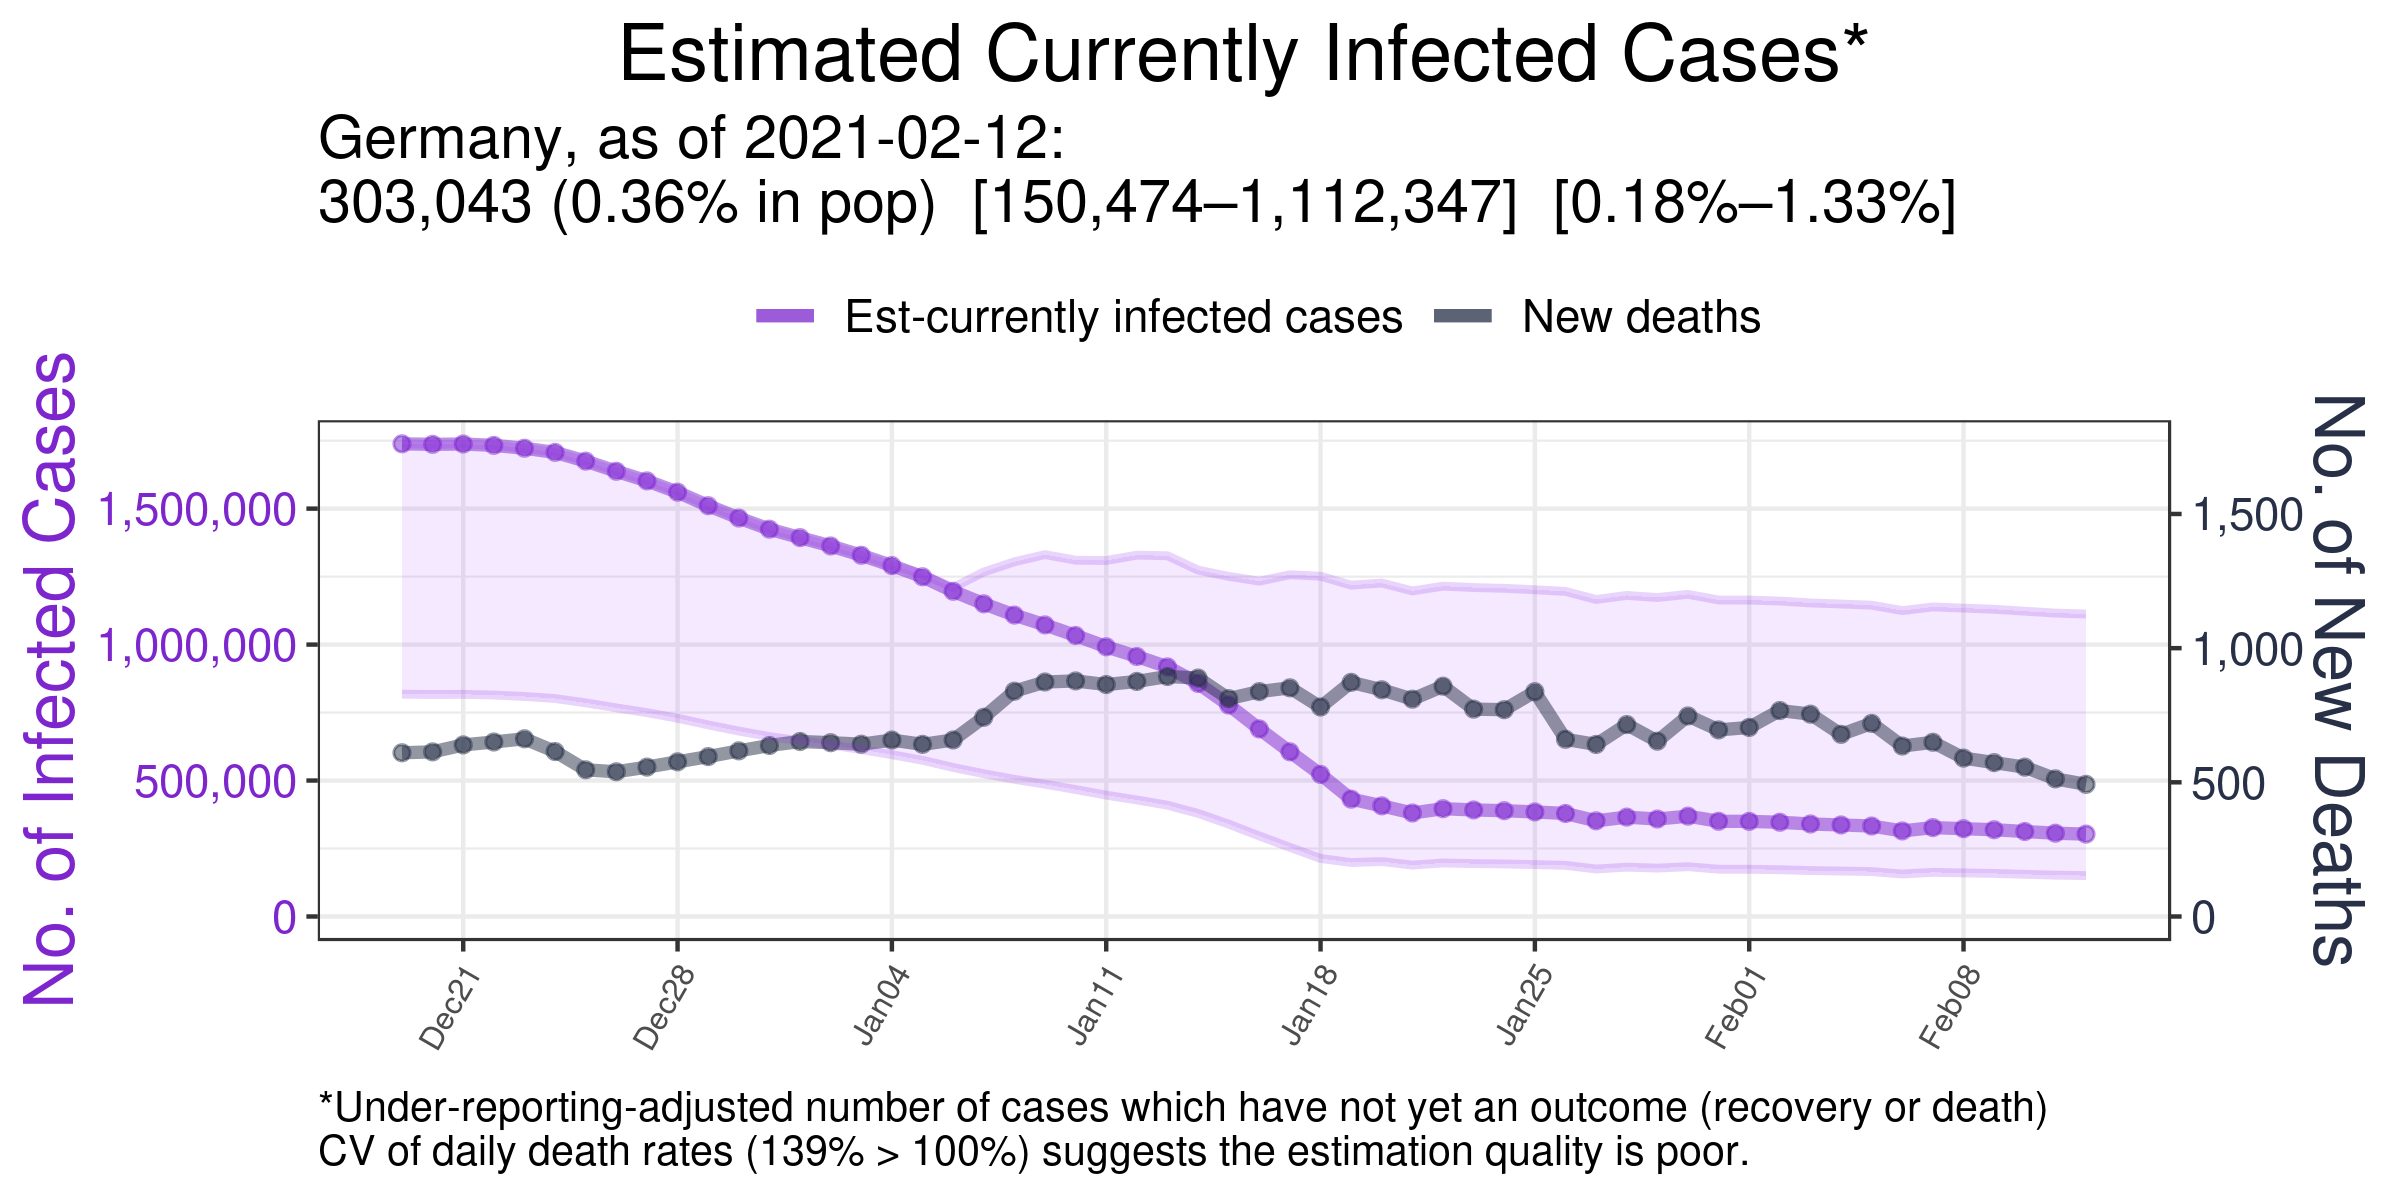 Estimated Currently Infected Cases*
Germany, as of 2021-02-12:
303,043 (0.36% in pop) [150,474–1,112,347] [0.18%–1.33%]
Est-currently infected cases
New deaths
No. of Infected Cases
1,500,000
1,000,000
500,000
0
No. of New Deaths
1,500
1,000
500
0
Dec21
Dec28
Jan04
Jan11
Jan18
Jan25
Feb01
Feb08
*Under-reporting-adjusted number of cases which have not yet an outcome (recovery or death)
CV of daily death rates (139% > 100%) suggests the estimation quality is poor.